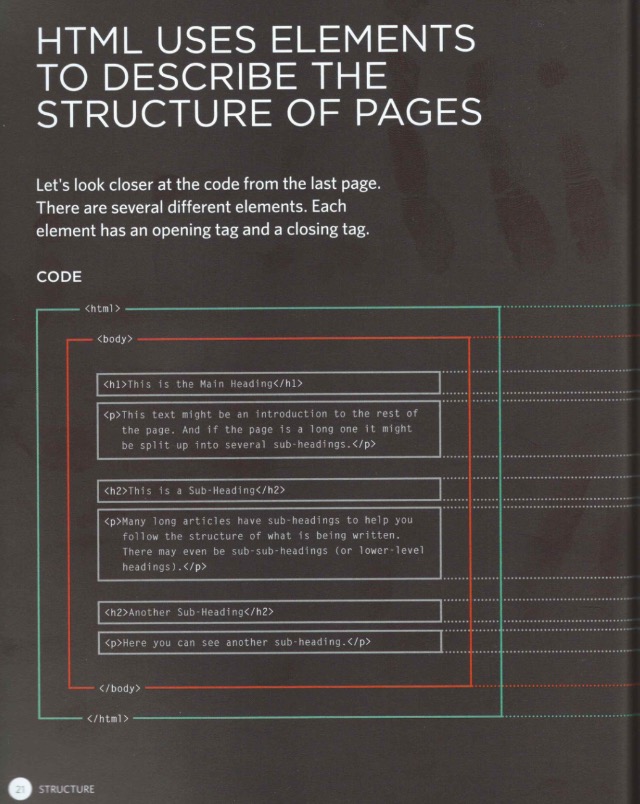 HTML USES ELEMENTS
TO DESCRIBE THE
STRUCTURE OF PAGES
Let's look closer at the code from the last page.
There are several different elements. Each
element has an opening tag and a closing tag.
CODE
<html>
<body>
<h1>This is the Main Heading</h1>
<p>This text might be an introduction to the rest of
the page. And if the page is a long one it might
be split up into several sub-headings.</p>
<h2>This is a Sub-Heading</h2>
<p>Many long articles have sub-headings to help you
follow the structure of what is being written.
There may even be sub-sub-headings (or lower-level
headings).</p>
<h2>Another Sub-Heading</h2>
<p>Here you can see another sub-heading.</p>
</body>
</html>
21 STRUCTURE